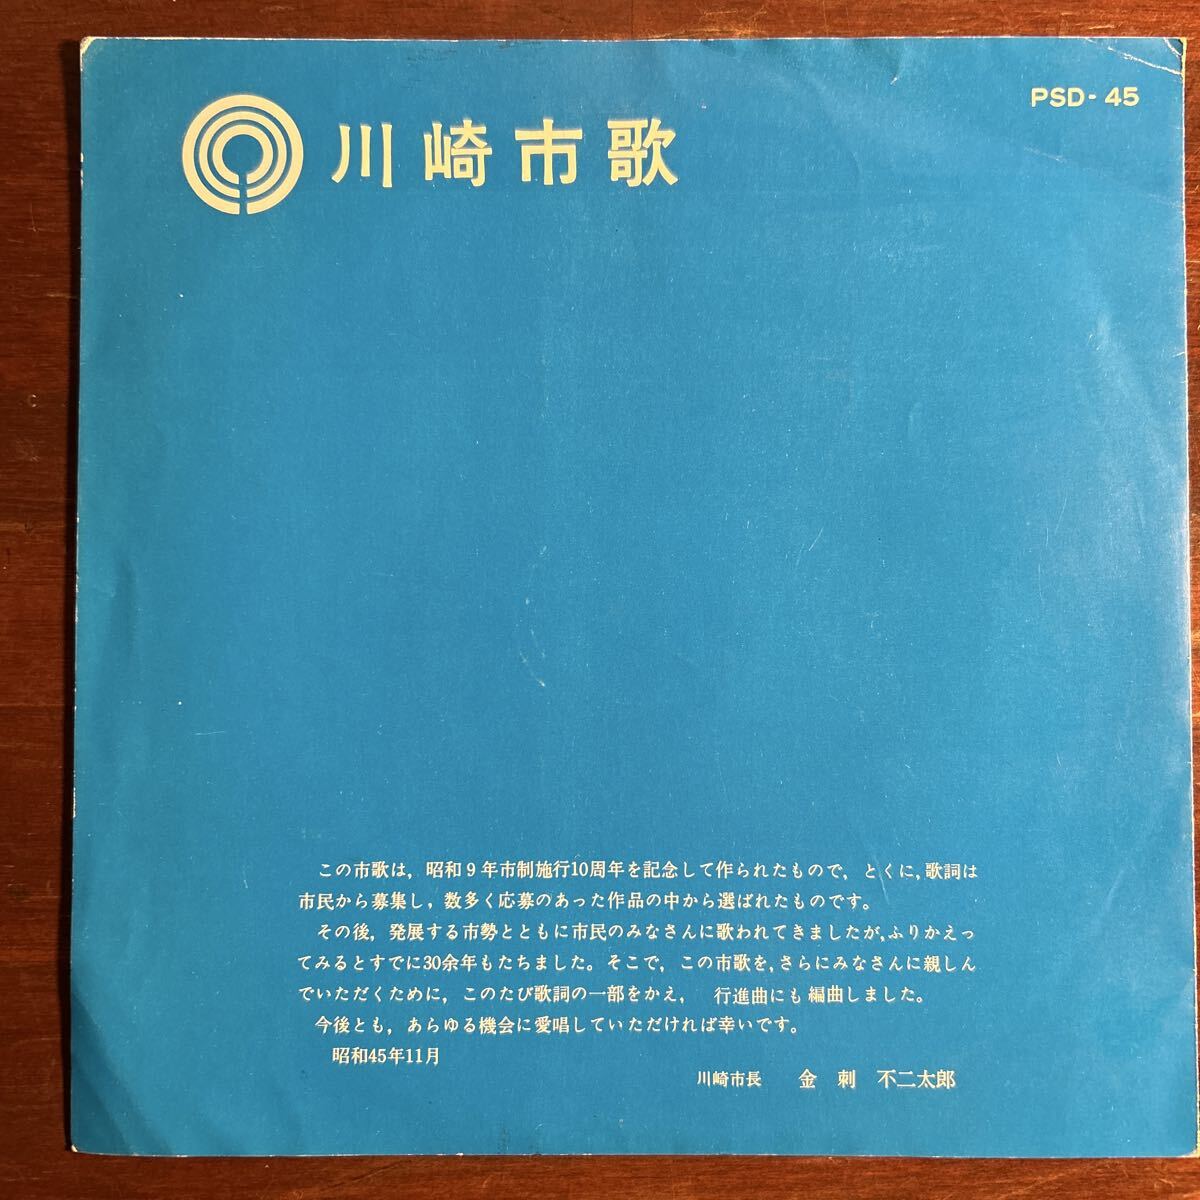 PSD-45
川崎市歌
この市歌は，昭和9年市制施行10周年を記念して作られたもので，とくに，歌詞は
市民から募集し，数多く応募のあった作品の中から選ばれたものです。
その後，発展する市勢とともに市民のみなさんに歌われてきましたが，ふりかえっ
てみるとすでに30余年もたちました。そこで，この市歌を，さらにみなさんに親しん
でいただくために，このたび歌詞の一部をかえ，　行進曲にも編曲しました。
今後とも，あらゆる機会に愛唱していただければ幸いです。
昭和45年11月
川崎市長　金刺　不二太郎